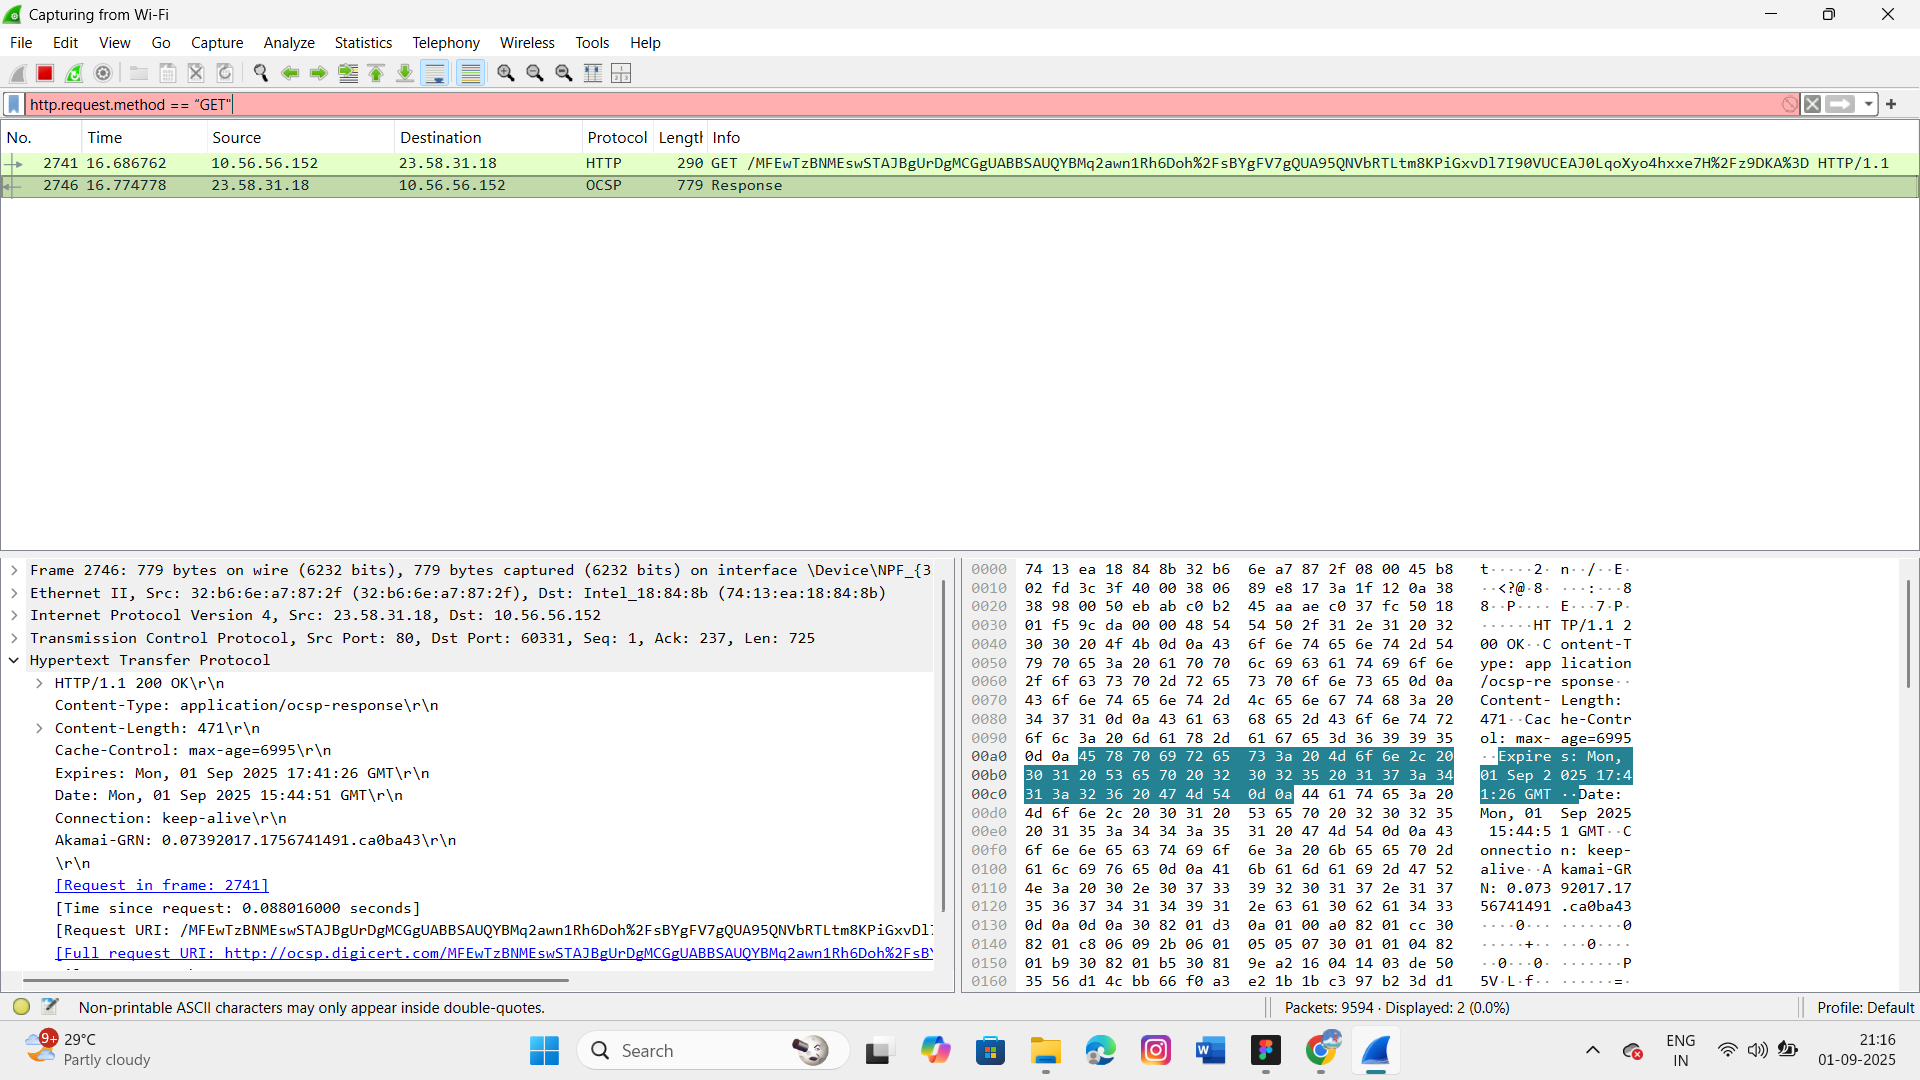 Capturing from Wi-Fi
File Edit View Go Capture Analyze Statistics Telephony Wireless Tools Help
http.request.method == “GET”
No. Time Source Destination Protocol Length Info
2741 16.686762 10.56.56.152 23.58.31.18 HTTP 290 GET /MFEwTzBNMEswSTAJBgUrDgMCGgUABBSAUQYBMq2awn1Rh6Doh%2FsBYgFV7gQUA95QNVbRTLtm8KPiGxvDl7I90VUCEAJ0LqoXyo4hxxe7H%2Fz9DKA%3D HTTP/1.1
2746 16.774778 23.58.31.18 10.56.56.152 OCSP 779 Response
Frame 2746: 779 bytes on wire (6232 bits), 779 bytes captured (6232 bits) on interface \Device\NPF_{3
Ethernet II, Src: 32:b6:6e:a7:87:2f (32:b6:6e:a7:87:2f), Dst: Intel_18:84:8b (74:13:ea:18:84:8b)
Internet Protocol Version 4, Src: 23.58.31.18, Dst: 10.56.56.152
Transmission Control Protocol, Src Port: 80, Dst Port: 60331, Seq: 1, Ack: 237, Len: 725
Hypertext Transfer Protocol
HTTP/1.1 200 OK\r\n
Content-Type: application/ocsp-response\r\n
Content-Length: 471\r\n
Cache-Control: max-age=6995\r\n
Expires: Mon, 01 Sep 2025 17:41:26 GMT\r\n
Date: Mon, 01 Sep 2025 15:44:51 GMT\r\n
Connection: keep-alive\r\n
Akamai-GRN: 0.07392017.1756741491.ca0ba43\r\n
\r\n
[Request in frame: 2741]
[Time since request: 0.088016000 seconds]
[Request URI: /MFEwTzBNMEswSTAJBgUrDgMCGgUABBSAUQYBMq2awn1Rh6Doh%2FsBYgFV7gQUA95QNVbRTLtm8KPiGxvDl7
[Full request URI: http://ocsp.digicert.com/MFEwTzBNMEswSTAJBgUrDgMCGgUABBSAUQYBMq2awn1Rh6Doh%2FsBY
0000 74 13 ea 18 84 8b 32 b6 6e a7 87 2f 08 00 45 b8 t·····2· n··/··E·
0010 02 fd 3c 3f 40 00 38 06 89 e8 17 3a 1f 12 0a 38 ··<?@·8· ···:···8
0020 38 98 00 50 eb ab c0 b2 45 aa ae c0 37 fc 50 18 8··P···· E···7·P·
0030 01 f5 9c da 00 00 48 54 54 50 2f 31 2e 31 20 32 ······HT TP/1.1 2
0040 30 30 20 4f 4b 0d 0a 43 6f 6e 74 65 6e 74 2d 54 00 OK··C ontent-T
0050 79 70 65 3a 20 61 70 70 6c 69 63 61 74 69 6f 6e ype: app lication
0060 2f 6f 63 73 70 2d 72 65 73 70 6f 6e 73 65 0d 0a /ocsp-re sponse··
0070 43 6f 6e 74 65 6e 74 2d 4c 65 6e 67 74 68 3a 20 Content- Length:
0080 34 37 31 0d 0a 43 61 63 68 65 2d 43 6f 6e 74 72 471··Cac he-Contr
0090 6f 6c 3a 20 6d 61 78 2d 61 67 65 3d 36 39 39 35 ol: max- age=6995
00a0 0d 0a 45 78 70 69 72 65 73 3a 20 4d 6f 6e 2c 20 ··Expire s: Mon,
00b0 30 31 20 53 65 70 20 32 30 32 35 20 31 37 3a 34 01 Sep 2 025 17:4
00c0 31 3a 32 36 20 47 4d 54 0d 0a 44 61 74 65 3a 20 1:26 GMT ··Date:
00d0 4d 6f 6e 2c 20 30 31 20 53 65 70 20 32 30 32 35 Mon, 01 Sep 2025
00e0 20 31 35 3a 34 34 3a 35 31 20 47 4d 54 0d 0a 43 15:44:5 1 GMT··C
00f0 6f 6e 6e 65 63 74 69 6f 6e 3a 20 6b 65 65 70 2d onnectio n: keep-
0100 61 6c 69 76 65 0d 0a 41 6b 61 6d 61 69 2d 47 52 alive··A kamai-GR
0110 4e 3a 20 30 2e 30 37 33 39 32 30 31 37 2e 31 37 N: 0.073 92017.17
0120 35 36 37 34 31 34 39 31 2e 63 61 30 62 61 34 33 56741491 .ca0ba43
0130 0d 0a 0d 0a 30 82 01 d3 0a 01 00 a0 82 01 cc 30 ····0··· ·······0
0140 82 01 c8 06 09 2b 06 01 05 05 07 30 01 01 04 82 ·····+·· ···0····
0150 01 b9 30 82 01 b5 30 81 9e a2 16 04 14 03 de 50 ··0···0· ·······P
0160 35 56 d1 4c bb 66 f0 a3 e2 1b 1b c3 97 b2 3d d1 5V·L·f·· ······=·
Non-printable ASCII characters may only appear inside double-quotes.
Packets: 9594 · Displayed: 2 (0.0%)
Profile: Default
9+
29°C
Partly cloudy
Search
ENG
IN
21:16
01-09-2025